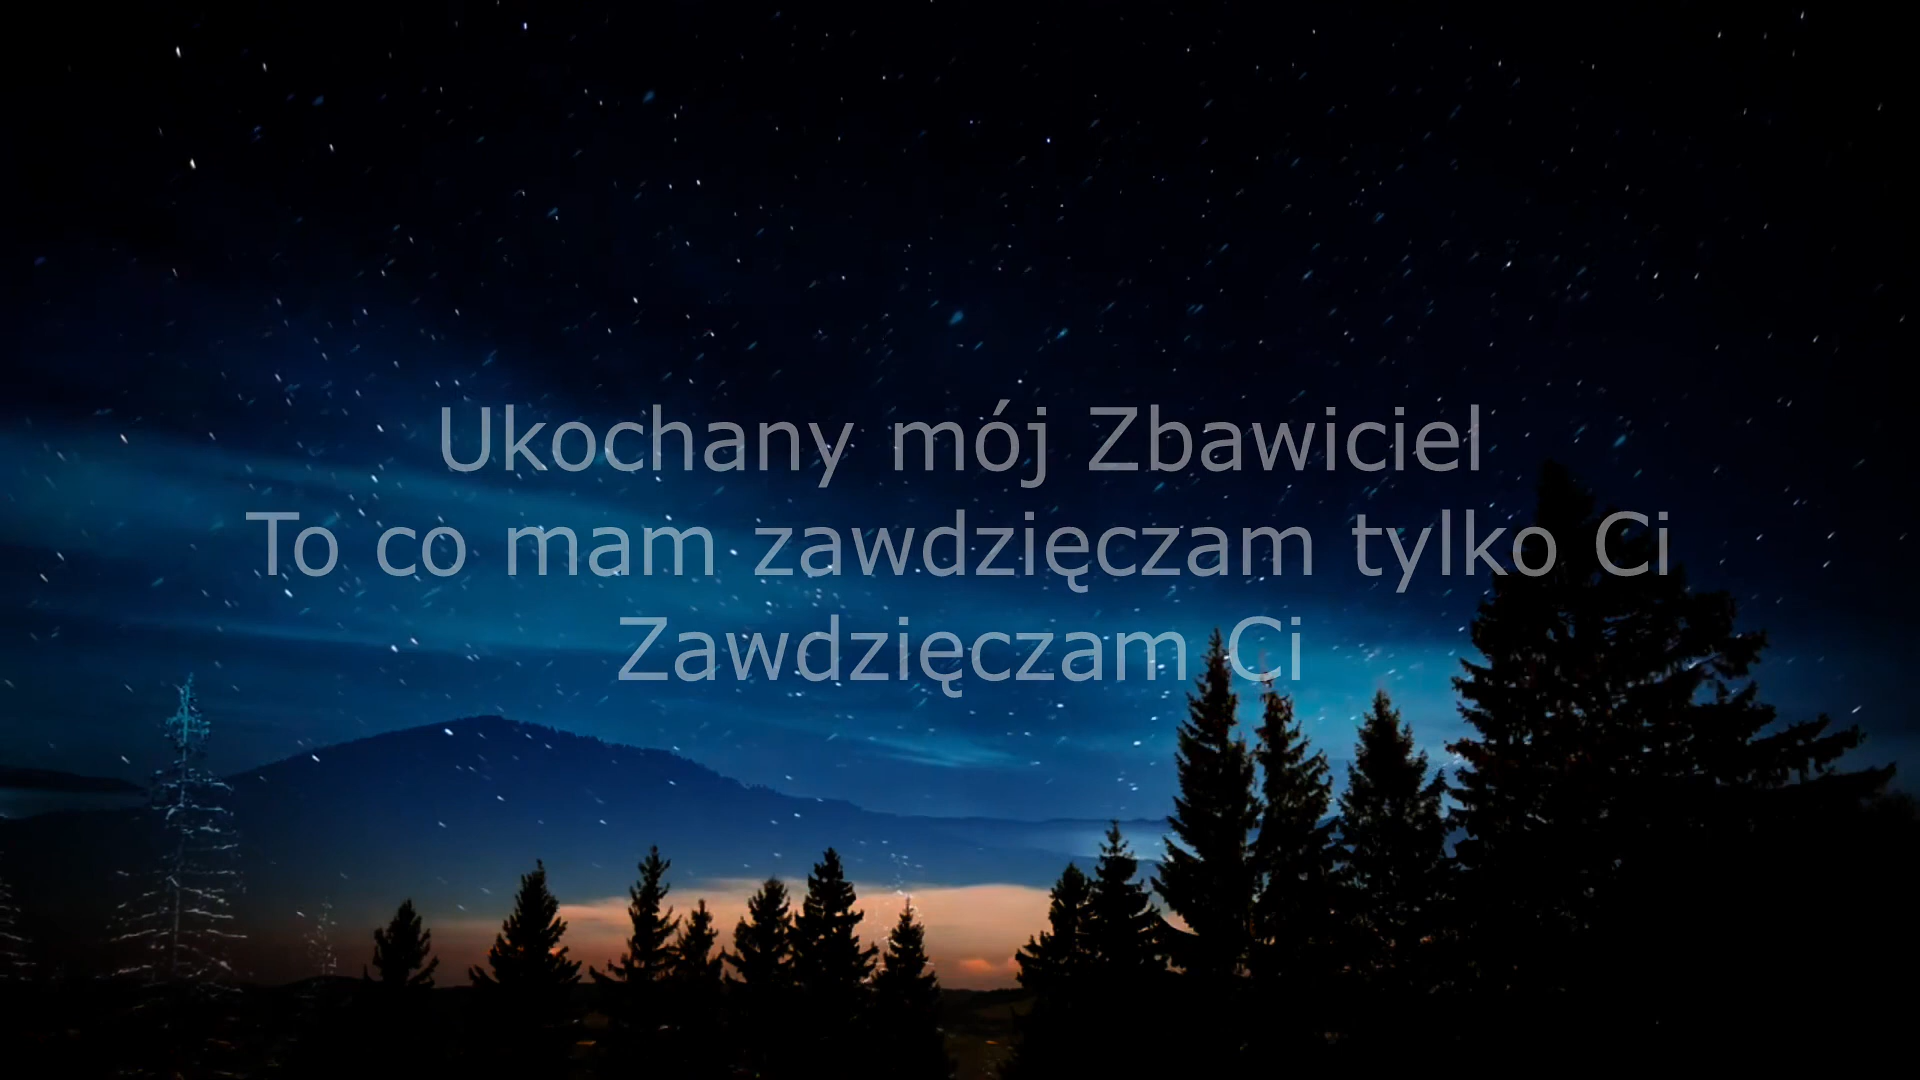 Ukochany mój Zbawiciel
To co mam zawdzięczam tylko Ci
Zawdzięczam Ci